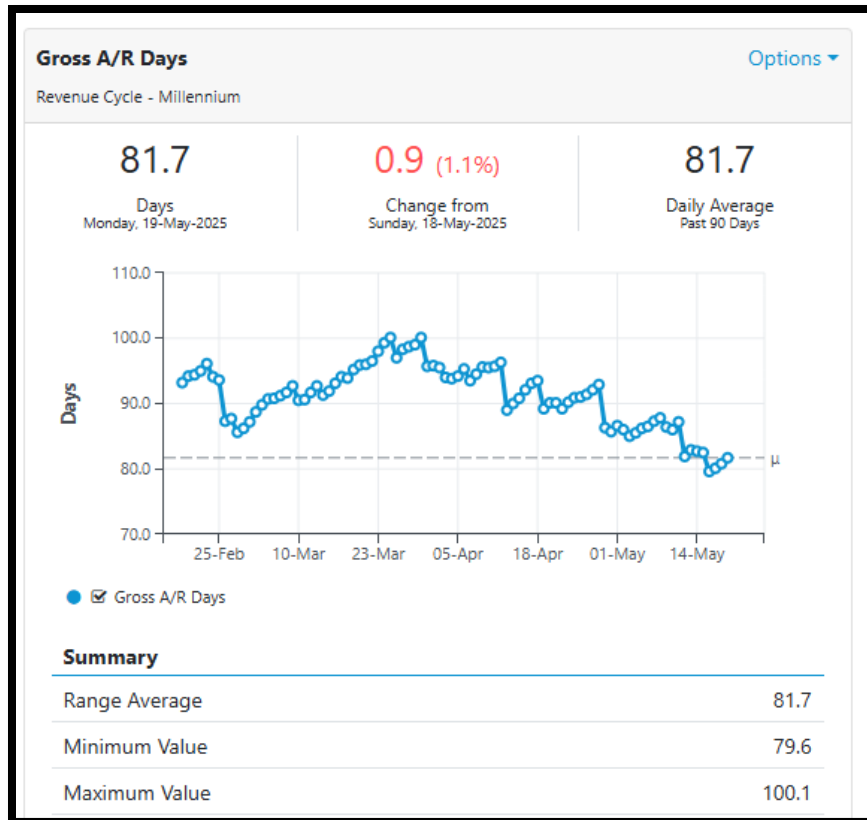 Gross A/R Days
Options
Revenue Cycle - Millennium
81.7
Days
Monday, 19-May-2025
0.9 (1.1%)
Change from
Sunday, 18-May-2025
81.7
Daily Average
Past 90 Days
110.0
100.0
90.0
80.0
70.0
Days
μ
25-Feb 10-Mar 23-Mar 05-Apr 18-Apr 01-May 14-May
Gross A/R Days
Summary
Range Average 81.7
Minimum Value 79.6
Maximum Value 100.1